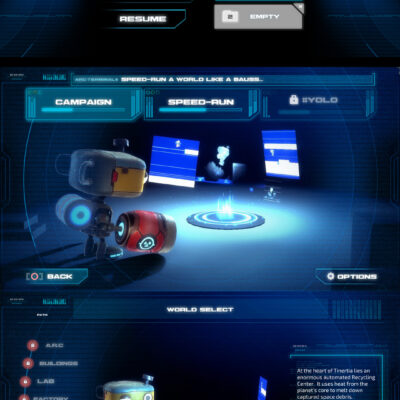 RESUME
EMPTY
SPEED-RUN A WORLD LIKE A BAUSS..
CAMPAIGN
SPEED-RUN
#YOLO
BACK
OPTIONS
WORLD SELECT
ARC
BUILDINGS
LAB
FACTORY
At the heart of Tinertia lies an
enormous automated Recycling
Center. It uses heat from the
planet's core to melt down
captured space debris.